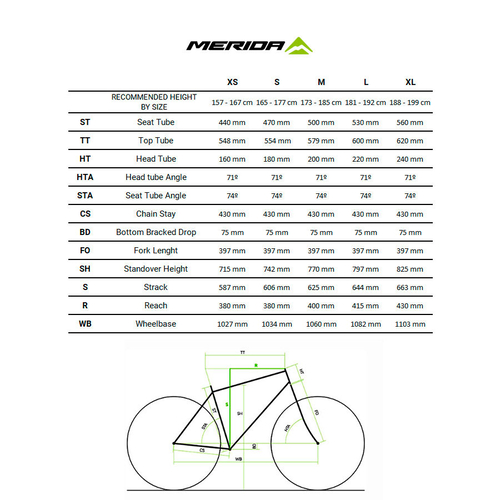 MERIDA
XS S M L XL
RECOMMENDED HEIGHT
BY SIZE 157 - 167 cm 165 - 177 cm 173 - 185 cm 181 - 192 cm 188 - 199 cm
ST Seat Tube 440 mm 470 mm 500 mm 530 mm 560 mm
TT Top Tube 548 mm 554 mm 579 mm 600 mm 620 mm
HT Head Tube 160 mm 180 mm 200 mm 220 mm 240 mm
HTA Head tube Angle 71º 71º 71º 71º 71º
STA Seat Tube Angle 74º 74º 74º 74º 74º
CS Chain Stay 430 mm 430 mm 430 mm 430 mm 430 mm
BD Bottom Bracked Drop 75 mm 75 mm 75 mm 75 mm 75 mm
FO Fork Lenght 397 mm 397 mm 397 mm 397 mm 397 mm
SH Standover Height 715 mm 742 mm 770 mm 797 mm 825 mm
S Strack 587 mm 606 mm 625 mm 644 mm 663 mm
R Reach 380 mm 380 mm 400 mm 415 mm 430 mm
WB Wheelbase 1027 mm 1034 mm 1060 mm 1082 mm 1103 mm
TT
R
HT
S
ST
SH
FO
STA
HTA
BD
CS
WB